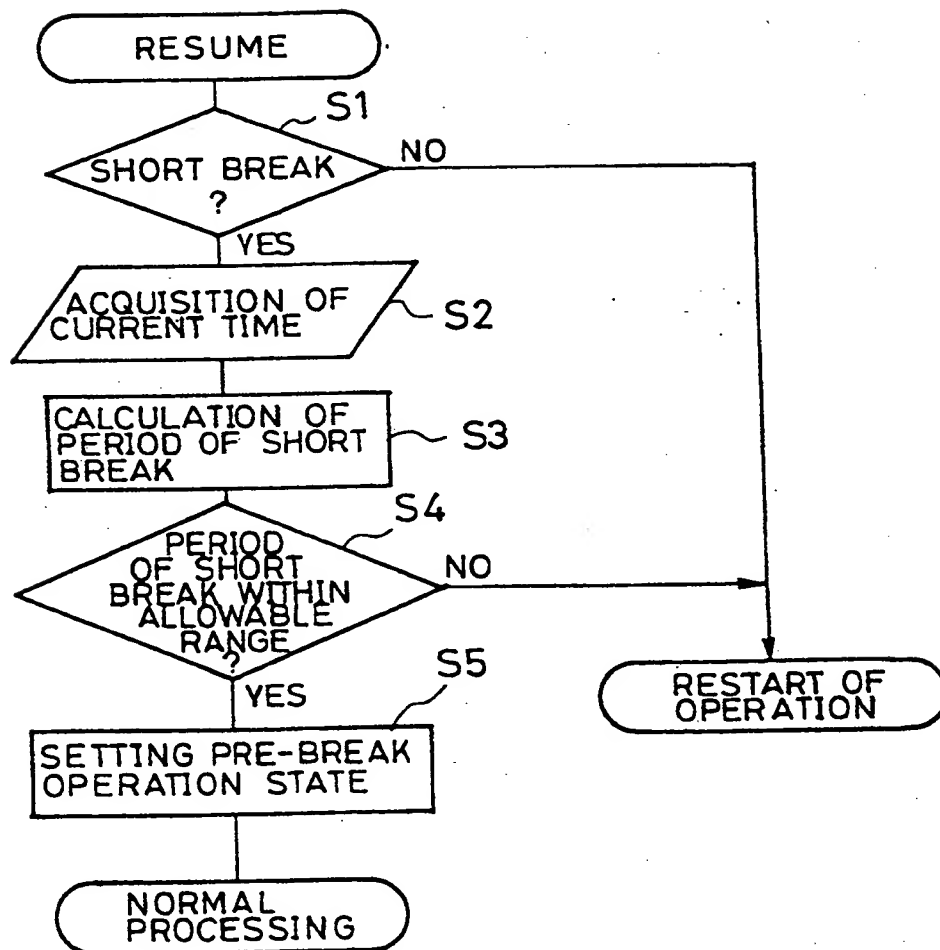 RESUME
S1
SHORT BREAK
?
NO
YES
ACQUISITION OF
CURRENT TIME
S2
CALCULATION OF
PERIOD OF SHORT
BREAK
S3
S4
PERIOD
OF SHORT
BREAK WITHIN
ALLOWABLE
RANGE
?
NO
YES
S5
SETTING PRE-BREAK
OPERATION STATE
RESTART OF
OPERATION
NORMAL
PROCESSING